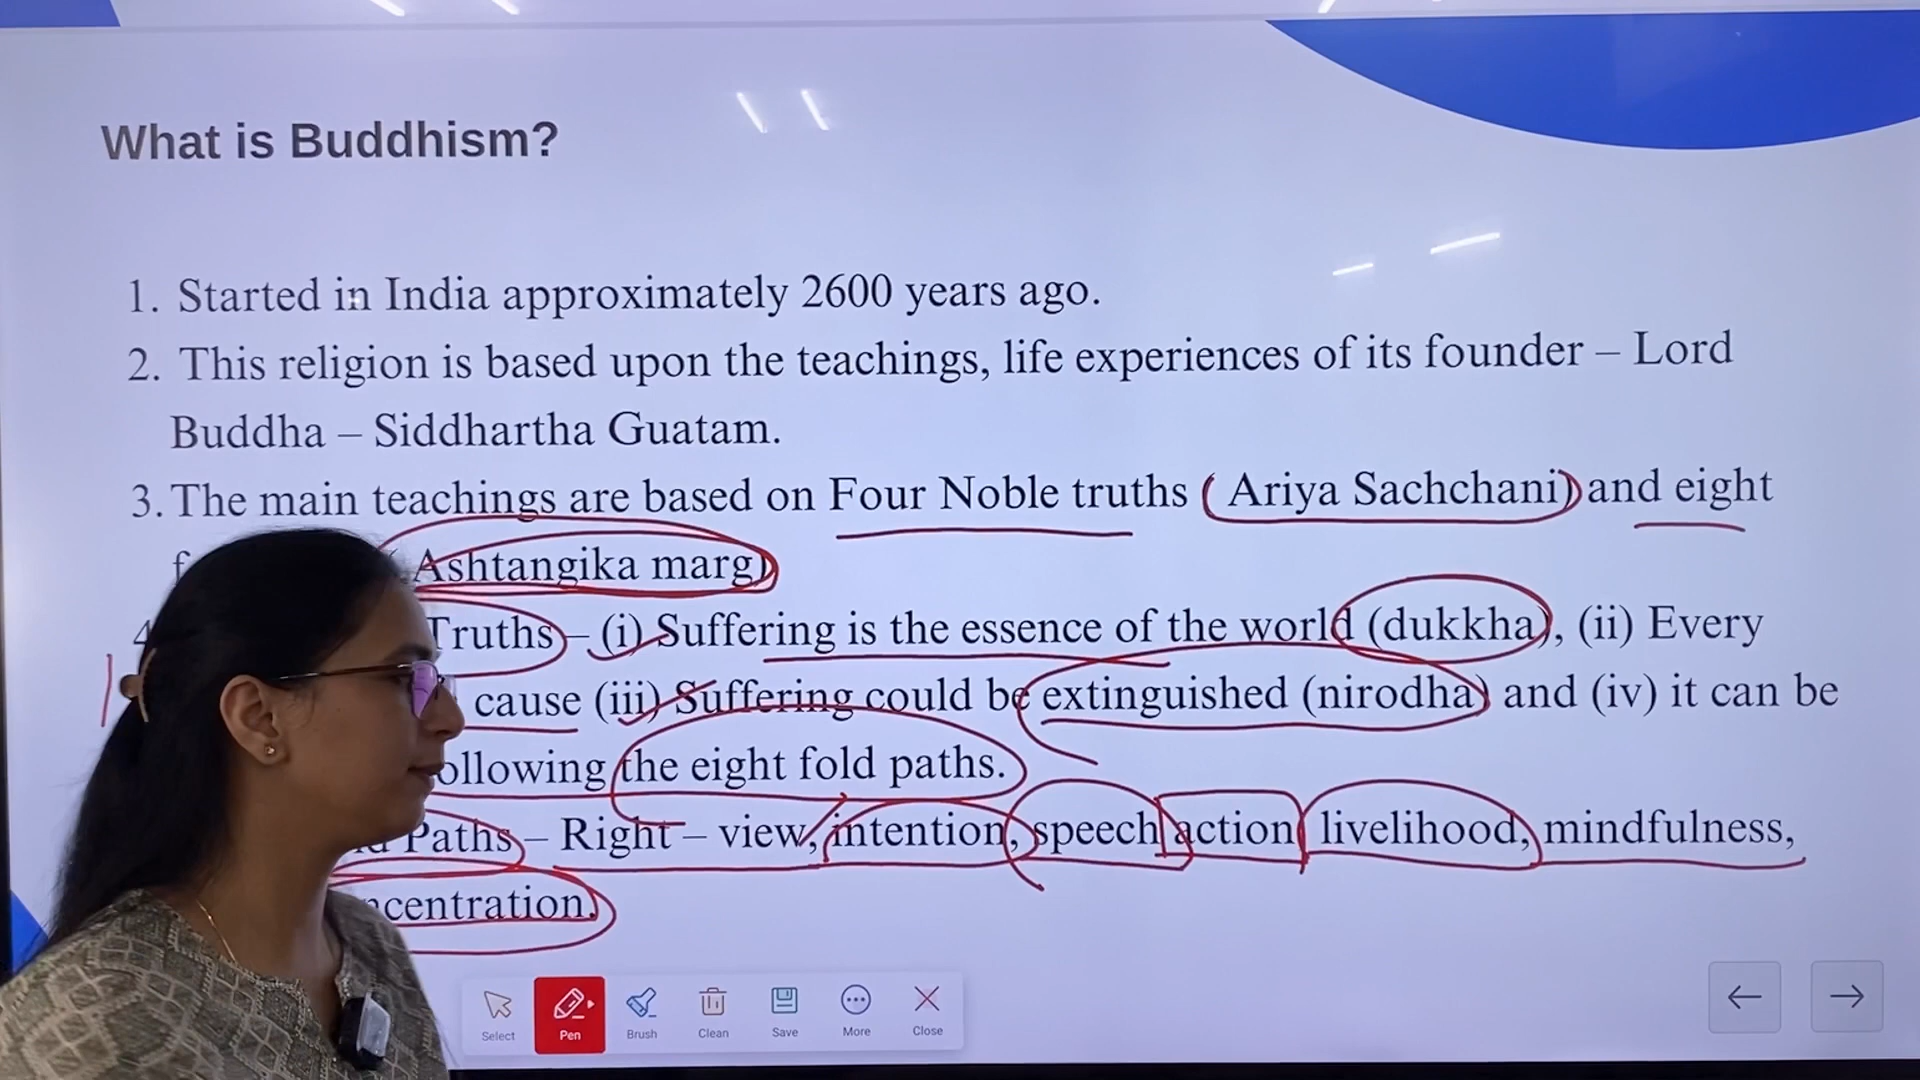 What is Buddhism?
1. Started in India approximately 2600 years ago.
2. This religion is based upon the teachings, life experiences of its founder – Lord
Buddha – Siddhartha Guatam.
3. The main teachings are based on Four Noble truths ( Ariya Sachchani) and eight
Ashtangika marg)
Truths – (i) Suffering is the essence of the world (dukkha), (ii) Every
cause (iii) Suffering could be extinguished (nirodha) and (iv) it can be
ollowing the eight fold paths.
Paths – Right – view, intention, speech action livelihood, mindfulness,
ncentration.
Select Pen Brush Clean Save More Close